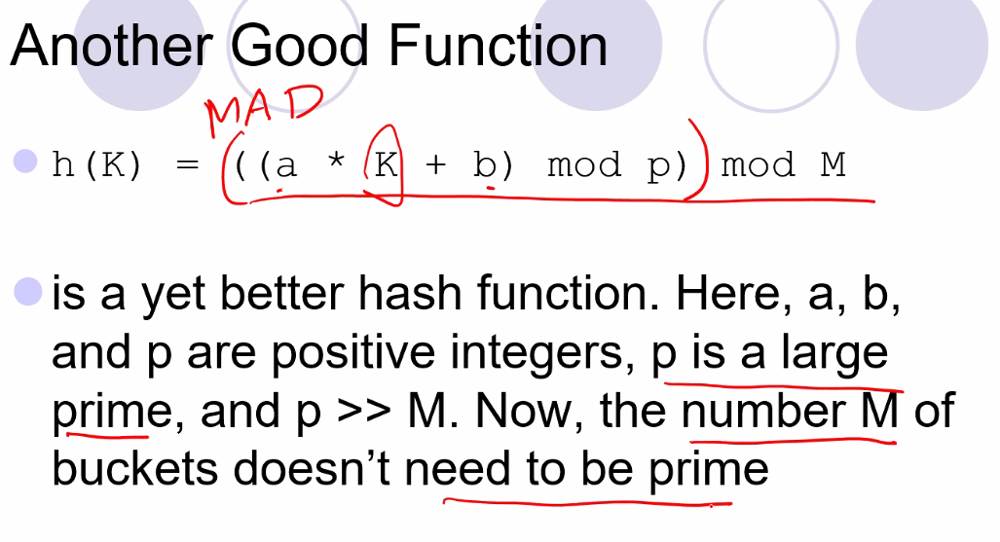 Another Good Function
MAD
h(K) = ((a * K + b) mod p) mod M
is a yet better hash function. Here, a, b,
and p are positive integers, p is a large
prime, and p >> M. Now, the number M of
buckets doesn’t need to be prime